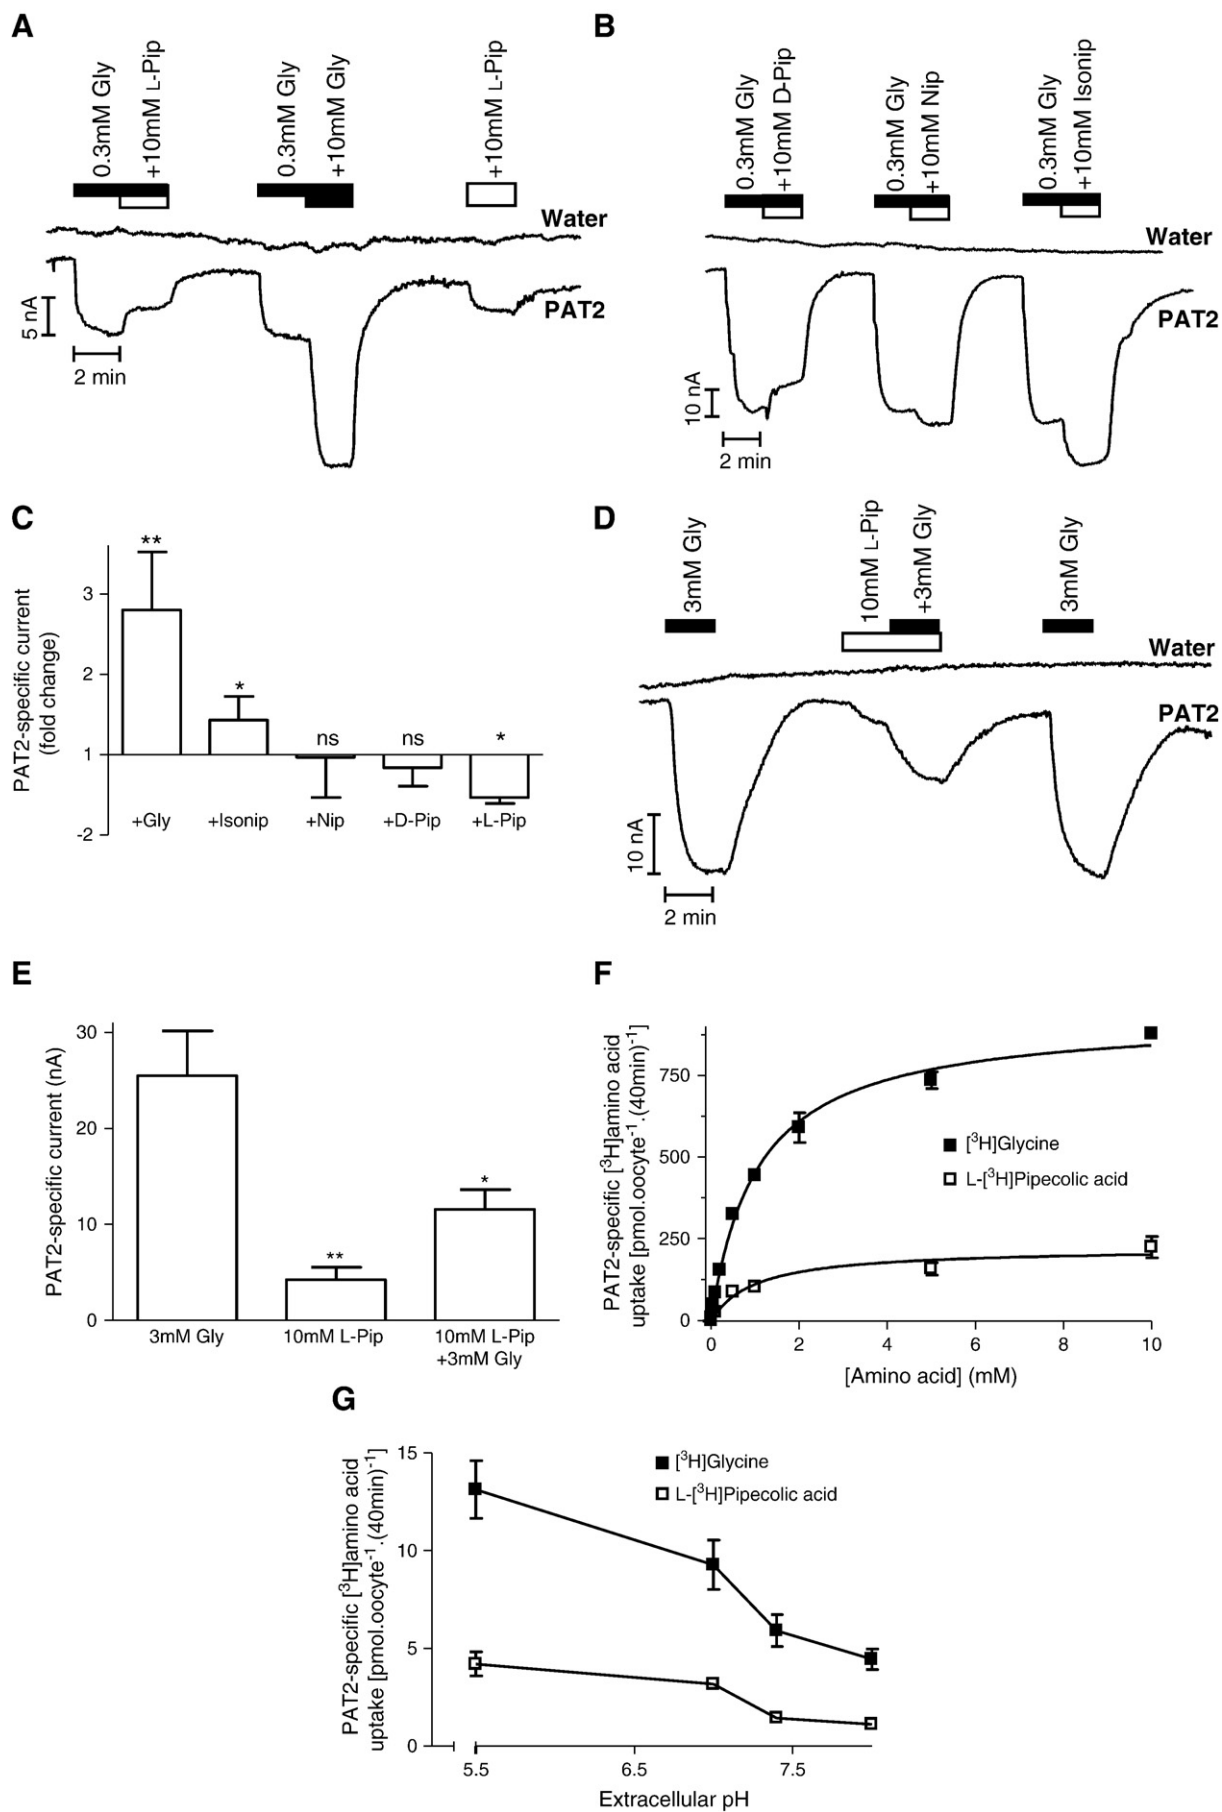 A
0.3mM Gly
+10mM L-Pip
0.3mM Gly
+10mM Gly
+10mM L-Pip
Water
PAT2
5 nA
2 min
B
0.3mM Gly
+10mM D-Pip
0.3mM Gly
+10mM Nip
0.3mM Gly
+10mM Isonip
Water
PAT2
10 nA
2 min
C
PAT2-specific current
(fold change)
3
2
1
-2
**
*
ns
ns
*
+Gly
+Isonip
+Nip
+D-Pip
+L-Pip
D
3mM Gly
10mM L-Pip
+3mM Gly
3mM Gly
Water
PAT2
10 nA
2 min
E
PAT2-specific current (nA)
30
20
10
0
**
*
3mM Gly
10mM L-Pip
10mM L-Pip
+3mM Gly
F
PAT2-specific [³H]amino acid
uptake [pmol.oocyte⁻¹.(40min)⁻¹]
750
500
250
0
[³H]Glycine
L-[³H]Pipecolic acid
0 2 4 6 8 10
[Amino acid] (mM)
G
PAT2-specific [³H]amino acid
uptake [pmol.oocyte⁻¹.(40min)⁻¹]
15
10
5
0
[³H]Glycine
L-[³H]Pipecolic acid
5.5 6.5 7.5
Extracellular pH